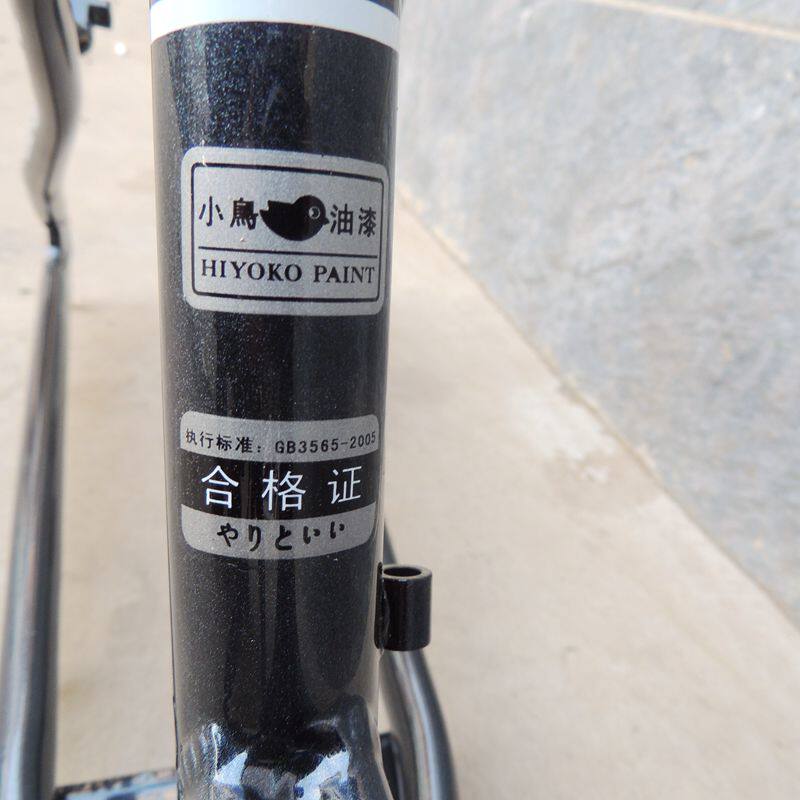 小鳥 油漆
HIYOKO PAINT
执行标准：GB3565-2005
合格证
やりといい